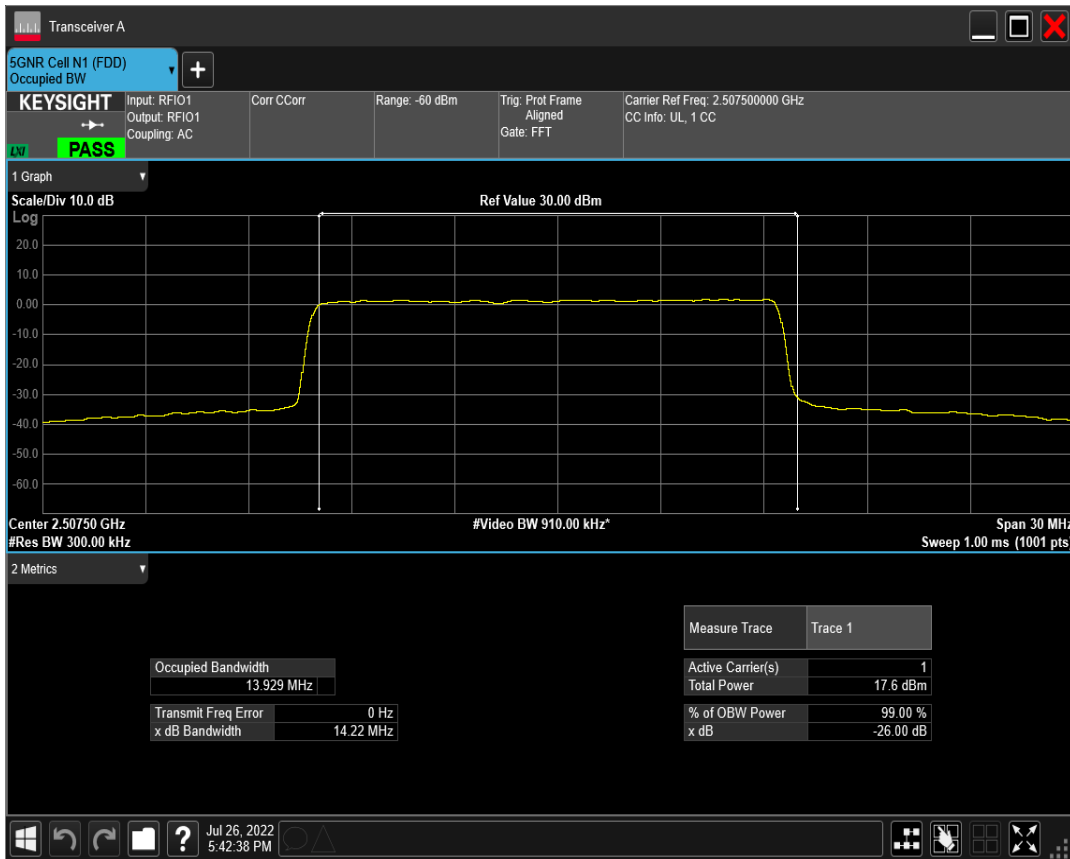 Transceiver A
5GNR Cell N1 (FDD)
Occupied BW
+
KEYSIGHT
LXI
PASS
Input: RFIO1
Output: RFIO1
Coupling: AC
Corr CCorr
Range: -60 dBm
Trig: Prot Frame
Aligned
Gate: FFT
Carrier Ref Freq: 2.507500000 GHz
CC Info: UL, 1 CC
1 Graph
Scale/Div 10.0 dB
Ref Value 30.00 dBm
Log
20.0
10.0
0.00
-10.0
-20.0
-30.0
-40.0
-50.0
-60.0
Center 2.50750 GHz
#Video BW 910.00 kHz*
Span 30 MHz
#Res BW 300.00 kHz
Sweep 1.00 ms (1001 pts)
2 Metrics
Measure Trace Trace 1
Occupied Bandwidth
13.929 MHz
Active Carrier(s) 1
Total Power 17.6 dBm
Transmit Freq Error 0 Hz
x dB Bandwidth 14.22 MHz
% of OBW Power 99.00 %
x dB -26.00 dB
?
Jul 26, 2022
5:42:38 PM